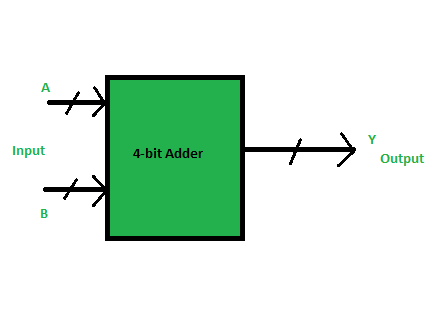 A
Input
B
4-bit Adder
Y
Output